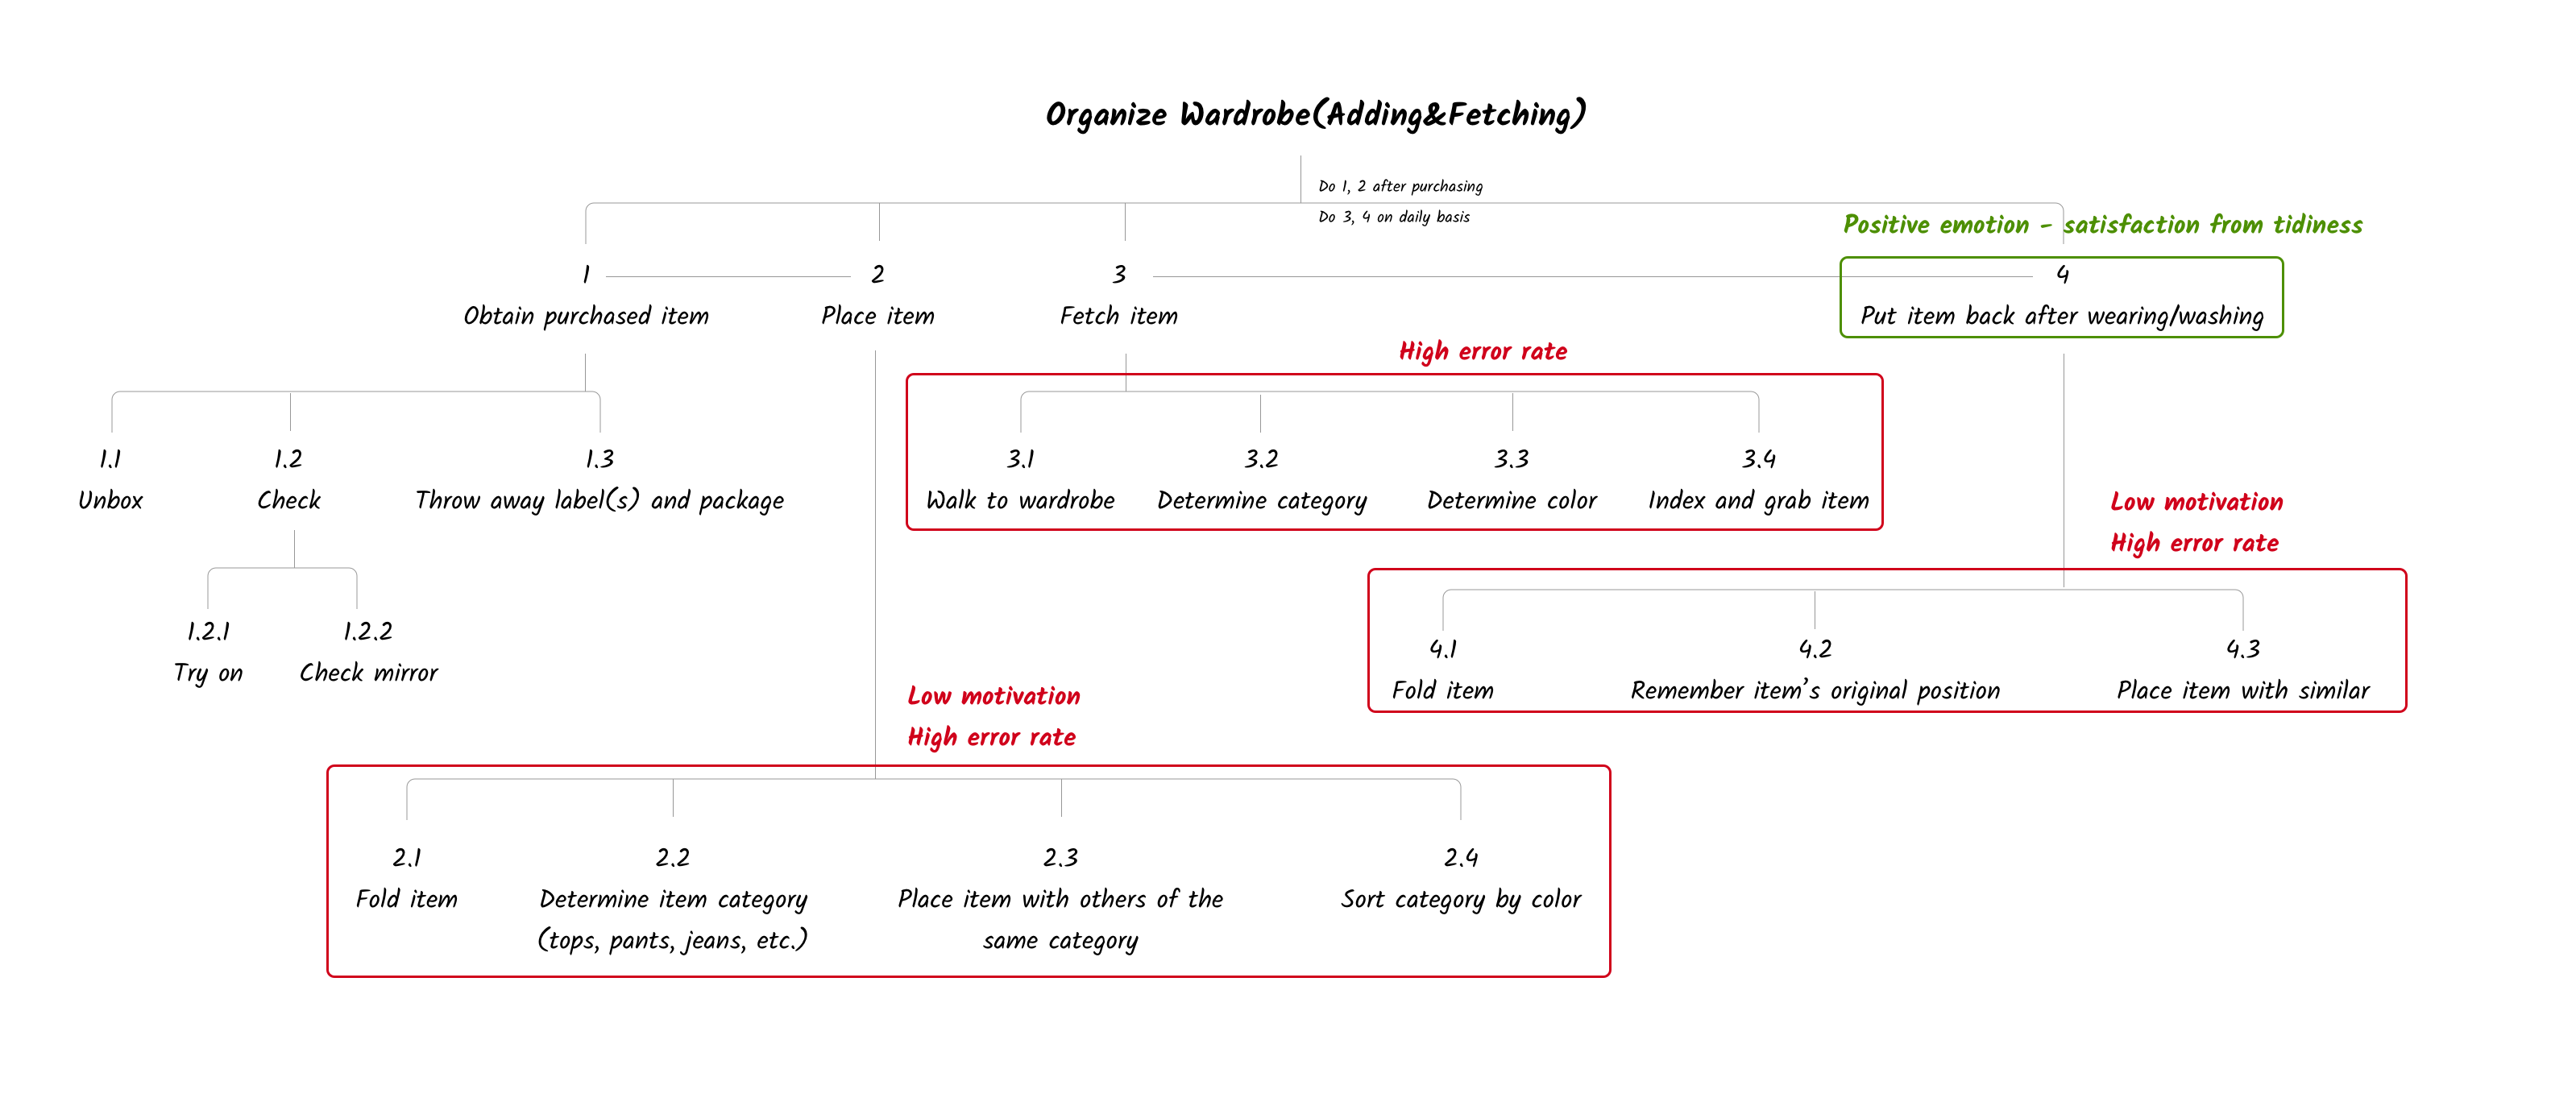 Organize Wardrobe(Adding&Fetching)
Do 1, 2 after purchasing
Do 3, 4 on daily basis
Positive emotion - satisfaction from tidiness
1
Obtain purchased item
2
Place item
3
Fetch item
4
Put item back after wearing/washing
High error rate
1.1
Unbox
1.2
Check
1.3
Throw away label(s) and package
3.1
Walk to wardrobe
3.2
Determine category
3.3
Determine color
3.4
Index and grab item
Low motivation
High error rate
1.2.1
Try on
1.2.2
Check mirror
4.1
Fold item
4.2
Remember item's original position
4.3
Place item with similar
Low motivation
High error rate
2.1
Fold item
2.2
Determine item category
(tops, pants, jeans, etc.)
2.3
Place item with others of the
same category
2.4
Sort category by color